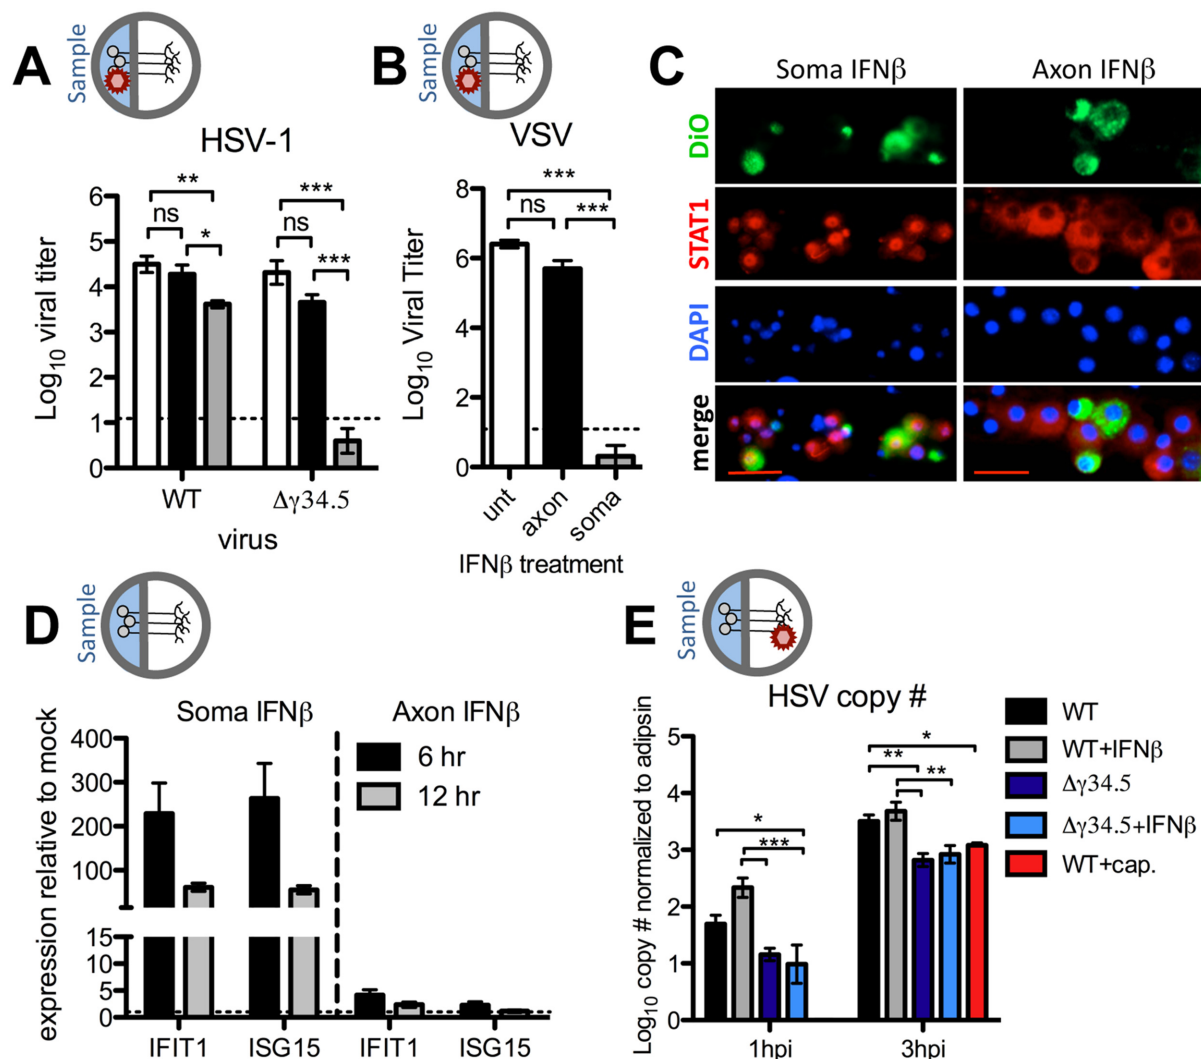 A
Sample
HSV-1
Log10 viral titer
6
5
4
3
2
1
0
**
ns
*
***
ns
***
WT
Δγ34.5
virus
B
Sample
VSV
Log10 Viral Titer
8
6
4
2
0
***
ns
***
unt
axon
soma
IFNβ treatment
C
Soma IFNβ
Axon IFNβ
DiO
STAT1
DAPI
merge
D
Sample
Soma IFNβ
Axon IFNβ
expression relative to mock
400
300
200
100
15
10
5
0
6 hr
12 hr
IFIT1
ISG15
IFIT1
ISG15
E
Sample
HSV copy #
Log10 copy # normalized to adipsin
5
4
3
2
1
0
*
***
*
**
**
1hpi
3hpi
WT
WT+IFNβ
Δγ34.5
Δγ34.5+IFNβ
WT+cap.